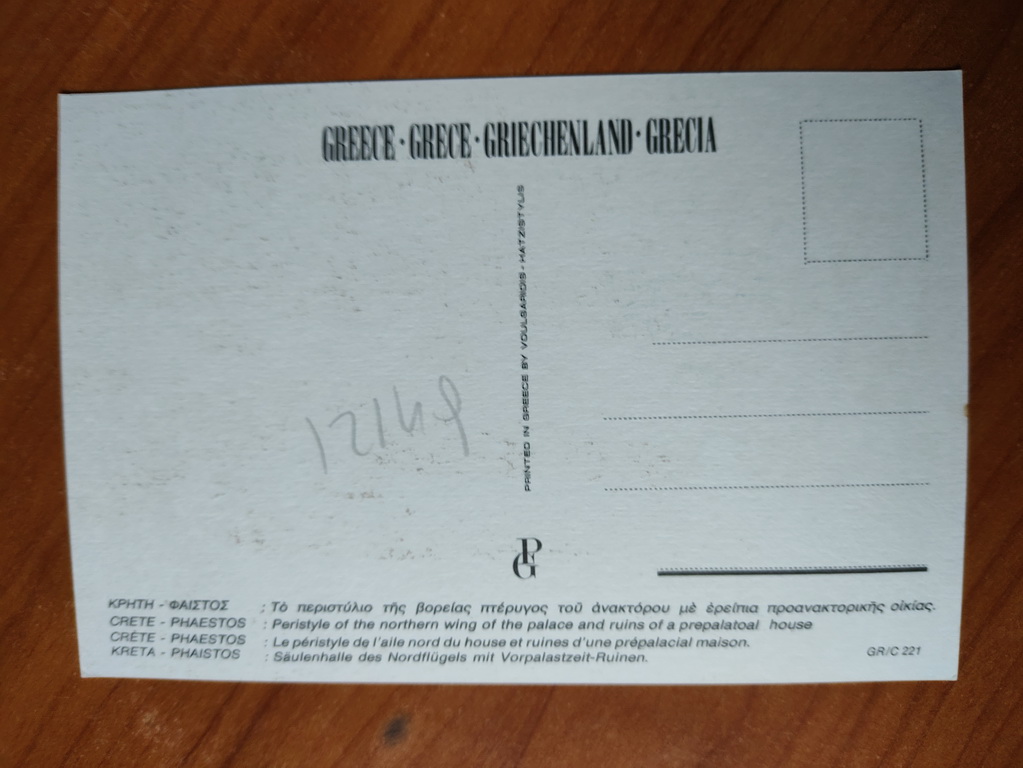 GREECE · GRECE · GRIECHENLAND · GRECIA
PRINTED IN GREECE BY VOULGARIDIS - HATZISTYLIS
PG
ΚΡΗΤΗ - ΦΑΙΣΤΟΣ : Τὸ περιστύλιο τῆς βορείας πτέρυγος τοῦ ἀνακτόρου μὲ ἐρείπια προανακτορικῆς οἰκίας.
CRETE - PHAESTOS : Peristyle of the northern wing of the palace and ruins of a prepalatoal house
CRÈTE - PHAESTOS : Le péristyle de l'aile nord du house et ruines d'une prépalacial maison.
KRETA - PHAISTOS : Säulenhalle des Nordflügels mit Vorpalastzeit-Ruinen.
GR/C 221